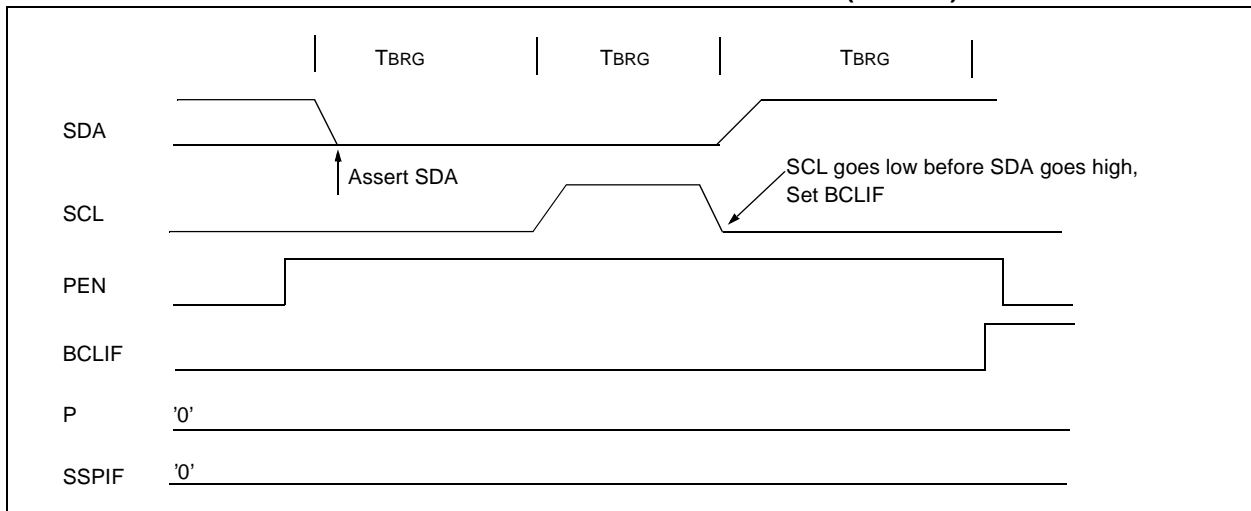 TBRG TBRG TBRG
SDA
Assert SDA
SCL goes low before SDA goes high,
Set BCLIF
SCL
PEN
BCLIF
P '0'
SSPIF '0'